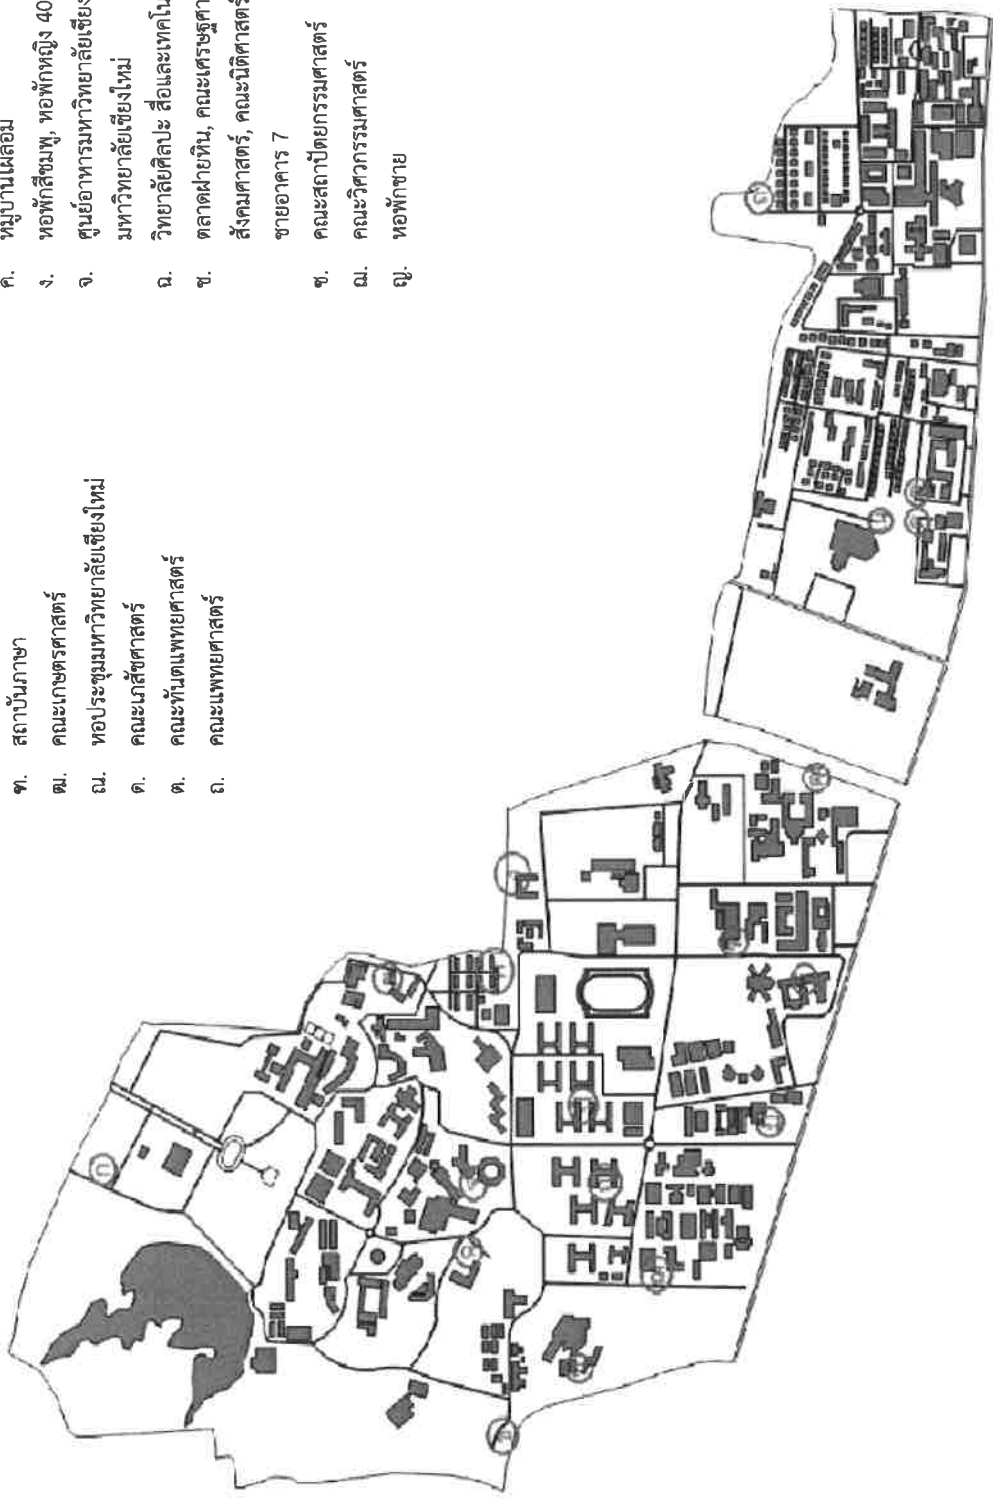 ค. หมู่บ้านไผ่ล้อม
ง. หอพักสีชมพู, หอพักหญิง 40
จ. ศูนย์อาหารมหาวิทยาลัยเชียง
มหาวิทยาลัยเชียงใหม่
ฉ. วิทยาลัยศิลปะ สื่อและเทคโน
ช. ตลาดฝายหิน, คณะเศรษฐศา
สังคมศาสตร์, คณะนิติศาสตร์
ชายอาคาร 7
ซ. คณะสถาปัตยกรรมศาสตร์
ฌ. คณะวิศวกรรมศาสตร์
ญ. หอพักชาย
ฑ. สถาบันภาษา
ฒ. คณะเกษตรศาสตร์
ณ. หอประชุมมหาวิทยาลัยเชียงใหม่
ด. คณะเภสัชศาสตร์
ต. คณะทันตแพทยศาสตร์
ถ. คณะแพทยศาสตร์